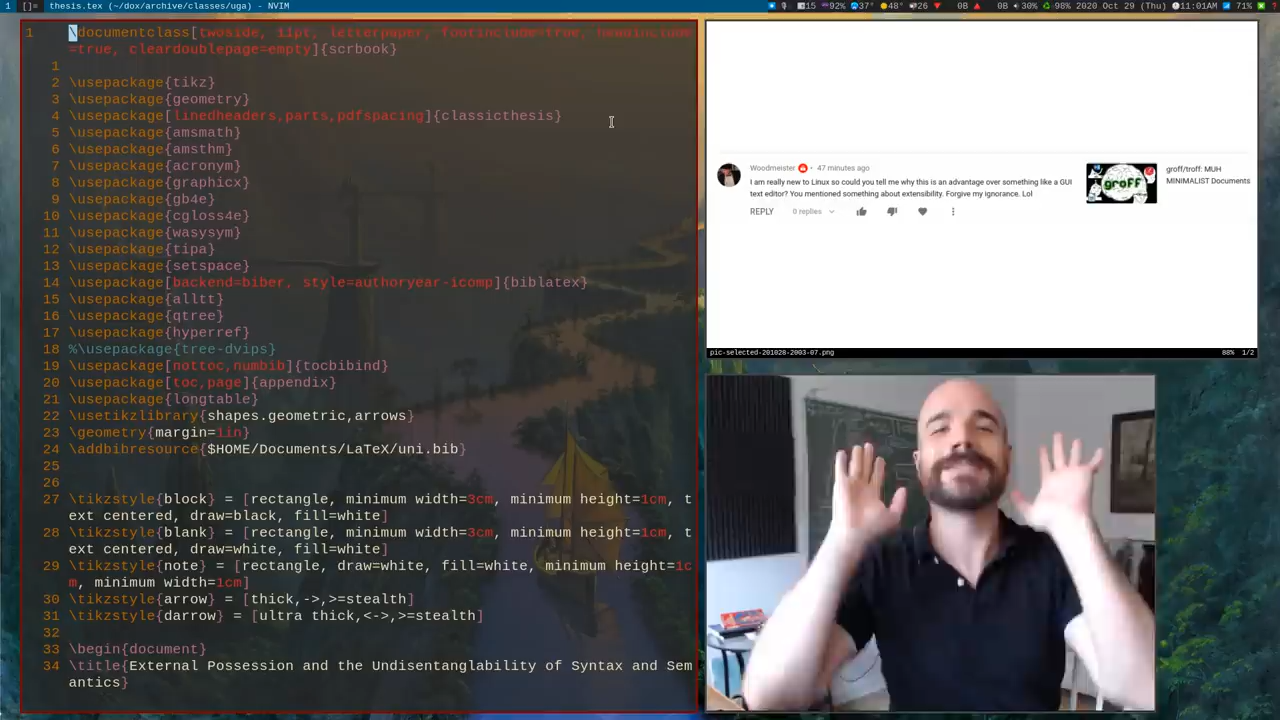 1 []= thesis.tex (~/dox/archive/classes/uga) - NVIM
15 92% 37° 48° 26 0B 0B 30% 98% 2020 Oct 29 (Thu) 11:01AM 71%
1 \documentclass[twoside, 11pt, letterpaper, footinclude=true, headinclude
=true, cleardoublepage=empty]{scrbook}
1
2 \usepackage{tikz}
3 \usepackage{geometry}
4 \usepackage[linedheaders,parts,pdfspacing]{classicthesis}
5 \usepackage{amsmath}
6 \usepackage{amsthm}
7 \usepackage{acronym}
8 \usepackage{graphicx}
9 \usepackage{gb4e}
10 \usepackage{cgloss4e}
11 \usepackage{wasysym}
12 \usepackage{tipa}
13 \usepackage{setspace}
14 \usepackage[backend=biber, style=authoryear-icomp]{biblatex}
15 \usepackage{alltt}
16 \usepackage{qtree}
17 \usepackage{hyperref}
18 %\usepackage{tree-dvips}
19 \usepackage[nottoc,numbib]{tocbibind}
20 \usepackage[toc,page]{appendix}
21 \usepackage{longtable}
22 \usetikzlibrary{shapes.geometric,arrows}
23 \geometry{margin=1in}
24 \addbibresource{$HOME/Documents/LaTeX/uni.bib}
25
26
27 \tikzstyle{block} = [rectangle, minimum width=3cm, minimum height=1cm, t
ext centered, draw=black, fill=white]
28 \tikzstyle{blank} = [rectangle, minimum width=3cm, minimum height=1cm, t
ext centered, draw=white, fill=white]
29 \tikzstyle{note} = [rectangle, draw=white, fill=white, minimum height=1c
m, minimum width=1cm]
30 \tikzstyle{arrow} = [thick,->,>=stealth]
31 \tikzstyle{darrow} = [ultra thick,<->,>=stealth]
32
33 \begin{document}
34 \title{External Possession and the Undisentanglability of Syntax and Sem
antics}
Woodmeister • 47 minutes ago
I am really new to Linux so could you tell me why this is an advantage over something like a GUI
text editor? You mentioned something about extensibility. Forgive my ignorance. Lol
REPLY 0 replies
groff
groff/troff: MUH
MINIMALIST Documents
pic-selected-201028-2003-07.png 88% 1/2